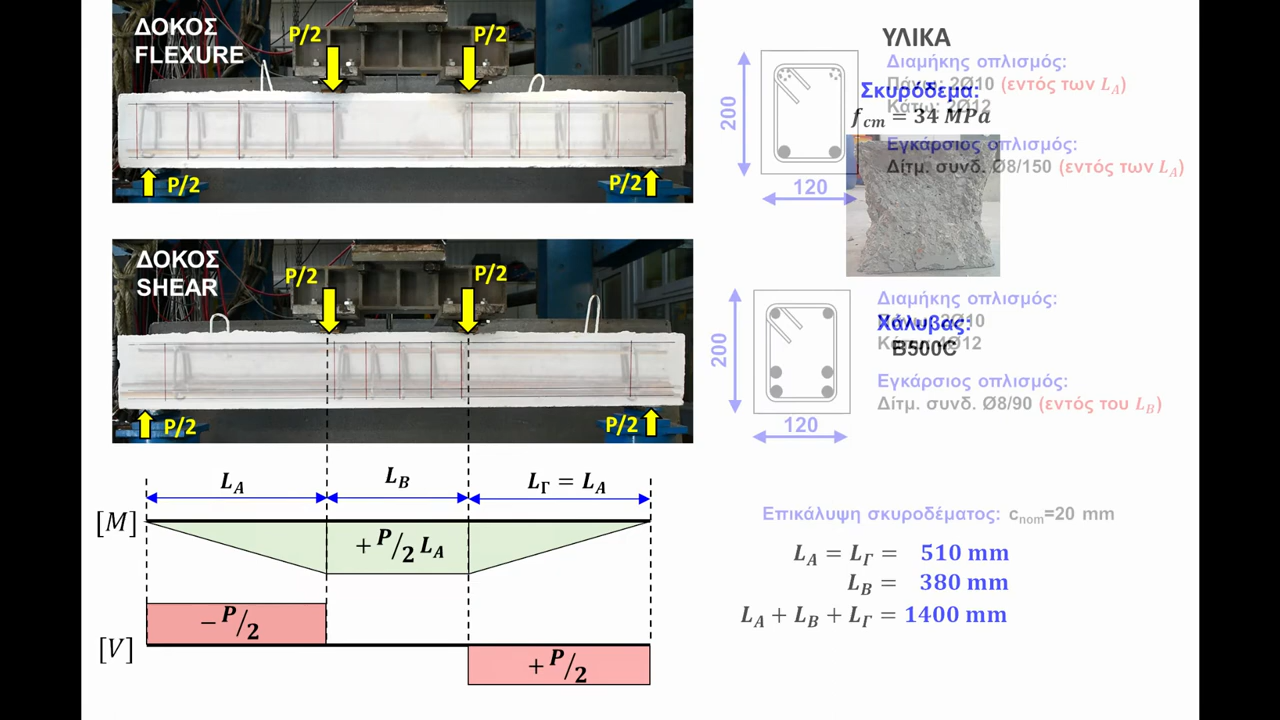 ΔΟΚΟΣ
FLEXURE
P/2
P/2
P/2
P/2
ΔΟΚΟΣ
SHEAR
P/2
P/2
P/2
P/2
L_A
L_B
L_Γ = L_A
[M]
+ P/2 L_A
− P/2
[V]
+ P/2
ΥΛΙΚΑ
200
120
Διαμήκης οπλισμός:
Πάνω: 2Ø10 (εντός των L_A)
Κάτω: 2Ø12
Σκυρόδεμα:
f_cm = 34 MPa
Εγκάρσιος οπλισμός:
Δίτμ. συνδ. Ø8/150 (εντός των L_A)
200
120
Διαμήκης οπλισμός:
Πάνω: 2Ø10
Κάτω: 4Ø12
Χάλυβας:
B500C
Εγκάρσιος οπλισμός:
Δίτμ. συνδ. Ø8/90 (εντός του L_B)
Επικάλυψη σκυροδέματος: c_nom=20 mm
L_A = L_Γ = 510 mm
L_B = 380 mm
L_A + L_B + L_Γ = 1400 mm